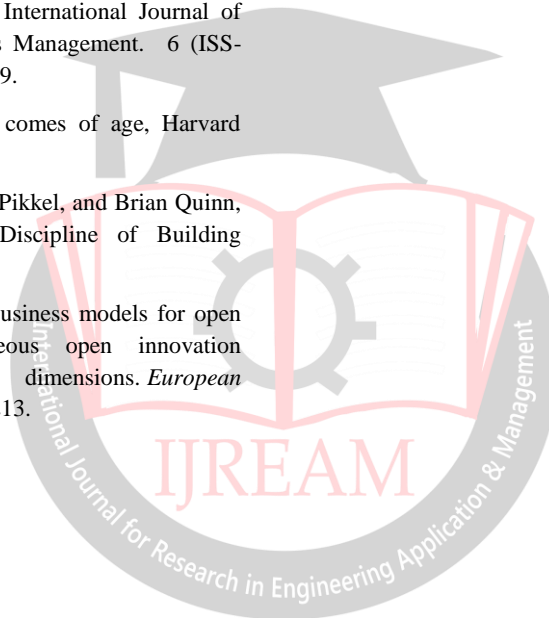 International Journal of
s Management. 6 (ISS-
9.
comes of age, Harvard
Pikkel, and Brian Quinn,
Discipline of Building
usiness models for open
eous open innovation
dimensions. European
13.
IJREAM
International Journal for Research in Engineering Application & Management